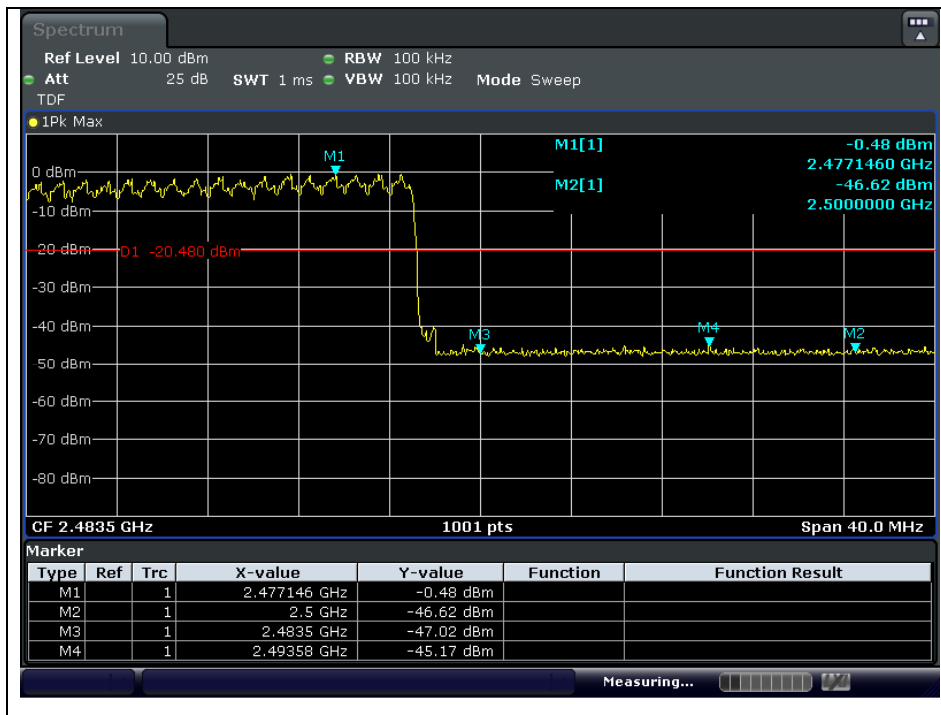 Spectrum
Ref Level 10.00 dBm RBW 100 kHz
Att 25 dB SWT 1 ms VBW 100 kHz Mode Sweep
TDF
1Pk Max
M1[1] -0.48 dBm
2.4771460 GHz
M2[1] -46.62 dBm
2.5000000 GHz
M1
0 dBm
-10 dBm
-20 dBm
D1 -20.480 dBm
-30 dBm
-40 dBm
M3
M4
M2
-50 dBm
-60 dBm
-70 dBm
-80 dBm
CF 2.4835 GHz 1001 pts Span 40.0 MHz
Marker
Type Ref Trc X-value Y-value Function Function Result
M1 1 2.477146 GHz -0.48 dBm
M2 1 2.5 GHz -46.62 dBm
M3 1 2.4835 GHz -47.02 dBm
M4 1 2.49358 GHz -45.17 dBm
Measuring...